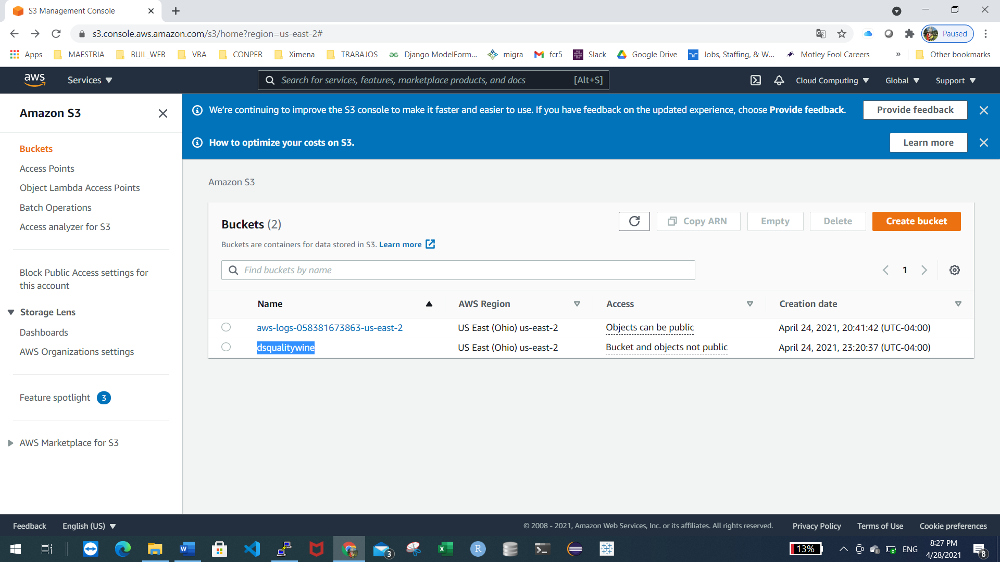 S3 Management Console
s3.console.aws.amazon.com/s3/home?region=us-east-2#
Paused
Apps MAESTRIA BUIL_WEB VBA CONPER Ximena TRABAJOS Django ModelForm... migra fcr5 Slack Google Drive Jobs, Staffing, & W... Motley Fool Careers » Other bookmarks
aws Services Search for services, features, marketplace products, and docs [Alt+S] Cloud Computing Global Support
Amazon S3
We're continuing to improve the S3 console to make it faster and easier to use. If you have feedback on the updated experience, choose Provide feedback. Provide feedback
How to optimize your costs on S3. Learn more
Buckets
Access Points
Object Lambda Access Points
Batch Operations
Access analyzer for S3
Block Public Access settings for
this account
Storage Lens
Dashboards
AWS Organizations settings
Feature spotlight 3
AWS Marketplace for S3
Amazon S3
Buckets (2) Copy ARN Empty Delete Create bucket
Buckets are containers for data stored in S3. Learn more
Find buckets by name 1
Name AWS Region Access Creation date
aws-logs-058381673863-us-east-2 US East (Ohio) us-east-2 Objects can be public April 24, 2021, 20:41:42 (UTC-04:00)
dsqualitywine US East (Ohio) us-east-2 Bucket and objects not public April 24, 2021, 23:20:37 (UTC-04:00)
Feedback English (US) © 2008 - 2021, Amazon Web Services, Inc. or its affiliates. All rights reserved. Privacy Policy Terms of Use Cookie preferences
W 3 X R 13% ENG 8:27 PM
4/28/2021 8